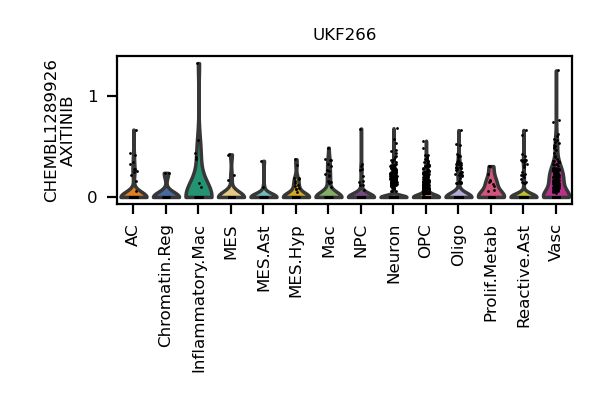 UKF266
CHEMBL1289926
AXITINIB
1
0
AC
Chromatin.Reg
Inflammatory.Mac
MES
MES.Ast
MES.Hyp
Mac
NPC
Neuron
OPC
Oligo
Prolif.Metab
Reactive.Ast
Vasc